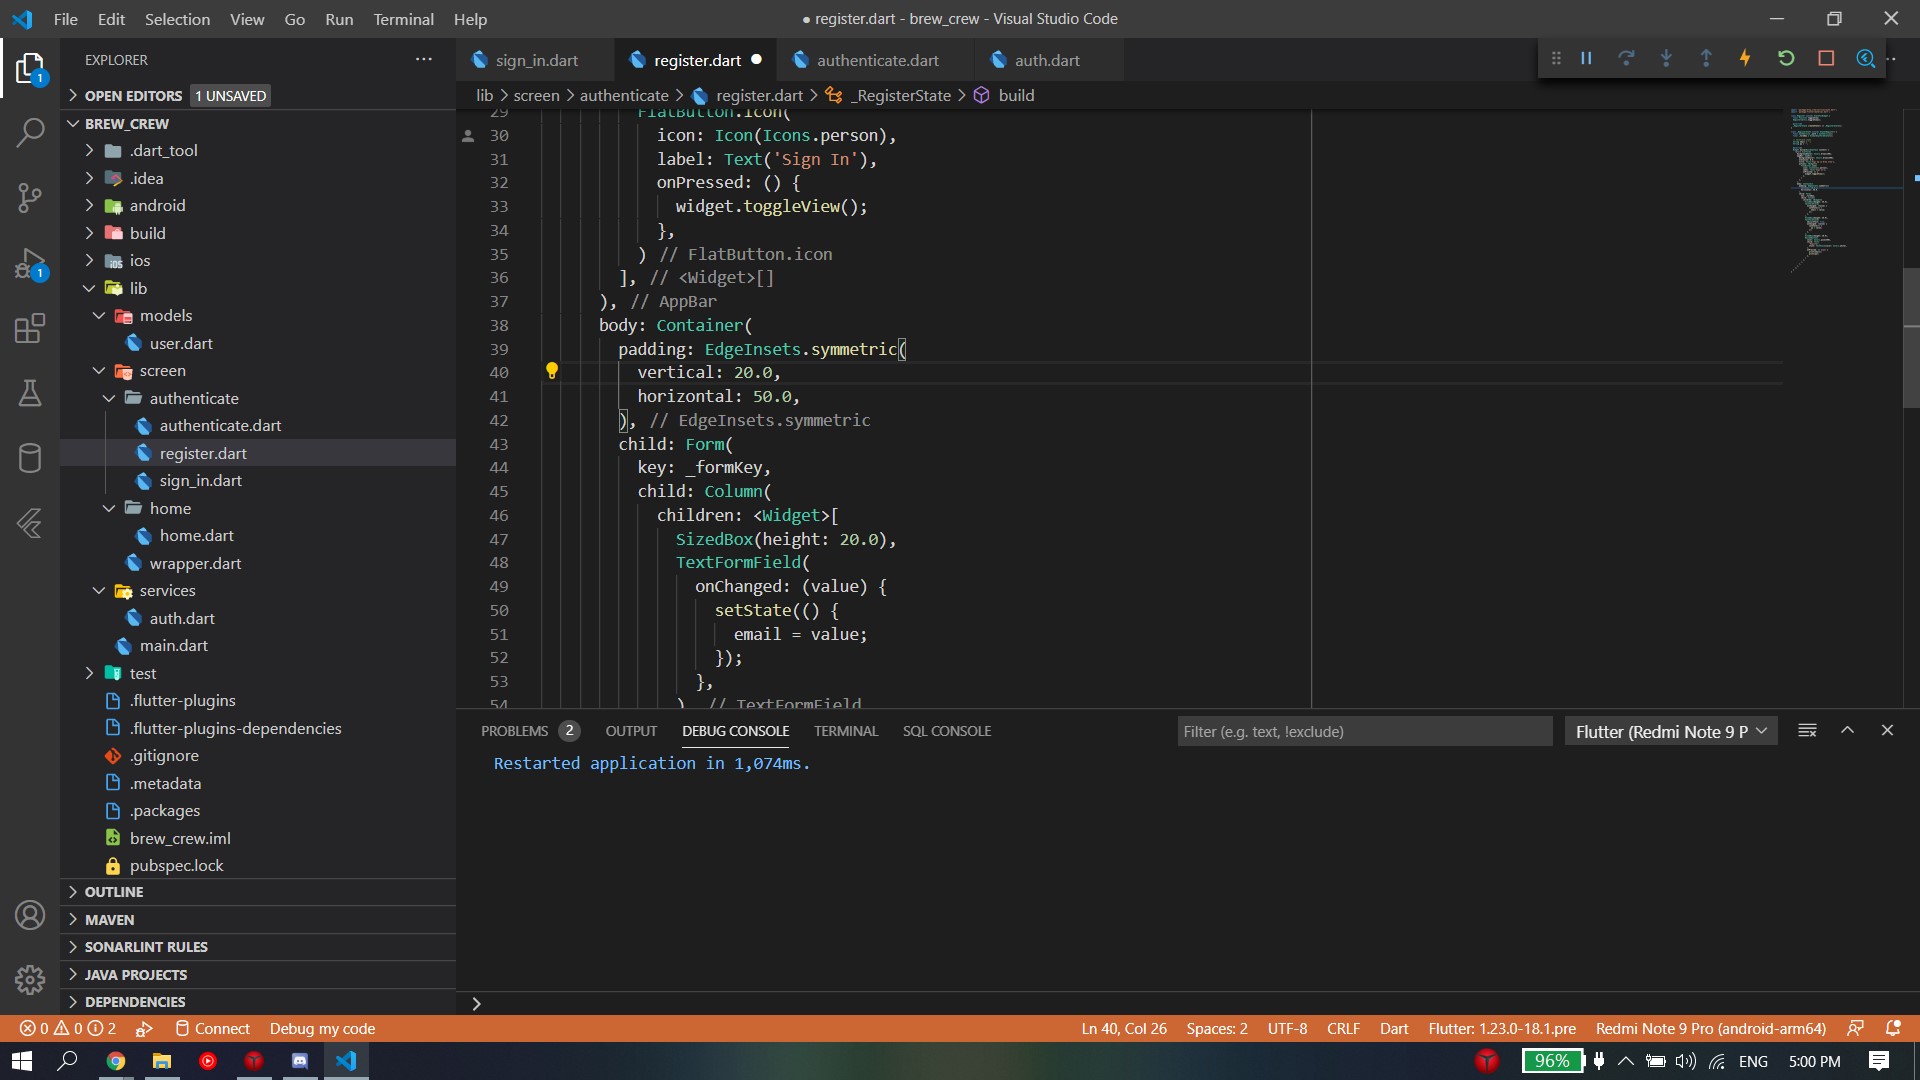 File Edit Selection View Go Run Terminal Help
● register.dart - brew_crew - Visual Studio Code
EXPLORER
OPEN EDITORS 1 UNSAVED
BREW_CREW
.dart_tool
.idea
android
build
ios
lib
models
user.dart
screen
authenticate
authenticate.dart
register.dart
sign_in.dart
home
home.dart
wrapper.dart
services
auth.dart
main.dart
test
.flutter-plugins
.flutter-plugins-dependencies
.gitignore
.metadata
.packages
brew_crew.iml
pubspec.lock
OUTLINE
MAVEN
SONARLINT RULES
JAVA PROJECTS
DEPENDENCIES
1
1
sign_in.dart register.dart authenticate.dart auth.dart
lib > screen > authenticate > register.dart > _RegisterState > build
29 FlatButton.icon(
30 icon: Icon(Icons.person),
31 label: Text('Sign In'),
32 onPressed: () {
33 widget.toggleView();
34 },
35 ) // FlatButton.icon
36 ], // <Widget>[]
37 ), // AppBar
38 body: Container(
39 padding: EdgeInsets.symmetric(
40 vertical: 20.0,
41 horizontal: 50.0,
42 ), // EdgeInsets.symmetric
43 child: Form(
44 key: _formKey,
45 child: Column(
46 children: <Widget>[
47 SizedBox(height: 20.0),
48 TextFormField(
49 onChanged: (value) {
50 setState(() {
51 email = value;
52 });
53 },
54 ) // TextFormField
PROBLEMS 2 OUTPUT DEBUG CONSOLE TERMINAL SQL CONSOLE
Filter (e.g. text, !exclude)
Flutter (Redmi Note 9 P
Restarted application in 1,074ms.
>
0 0 2 Connect Debug my code
Ln 40, Col 26 Spaces: 2 UTF-8 CRLF Dart Flutter: 1.23.0-18.1.pre Redmi Note 9 Pro (android-arm64)
96% ENG 5:00 PM